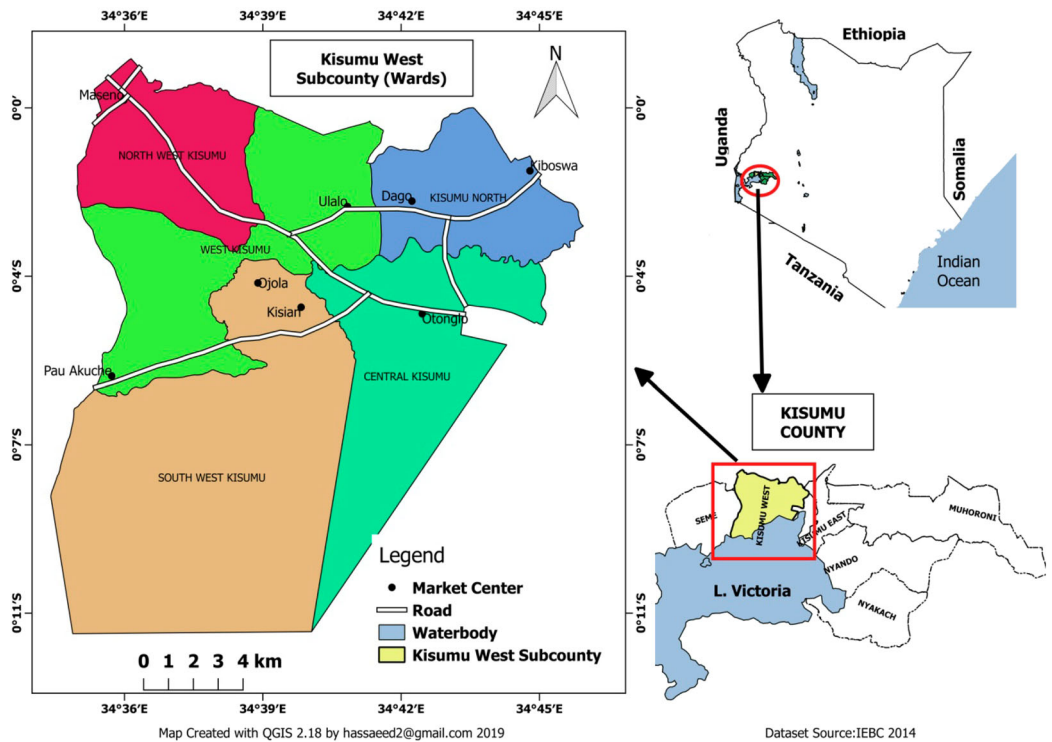 34°36′E 34°39′E 34°42′E 34°45′E
Kisumu West
Subcounty (Wards)
N
0°0′
0°4′S
0°7′S
0°11′S
Maseno
NORTH WEST KISUMU
Kiboswa
Ulalo
Dago
KISUMU NORTH
WEST KISUMU
Ojola
Kisian
Otonglo
Pau Akuche
CENTRAL KISUMU
SOUTH WEST KISUMU
Legend
Market Center
Road
Waterbody
Kisumu West Subcounty
0 1 2 3 4 km
34°36′E 34°39′E 34°42′E 34°45′E
0°0′
0°4′S
0°7′S
0°11′S
Map Created with QGIS 2.18 by hassaeed2@gmail.com 2019
Ethiopia
Uganda
Somalia
Tanzania
Indian
Ocean
KISUMU
COUNTY
SEME
KISUMU WEST
KISUMU EAST
MUHORONI
NYANDO
L. Victoria
NYAKACH
Dataset Source:IEBC 2014